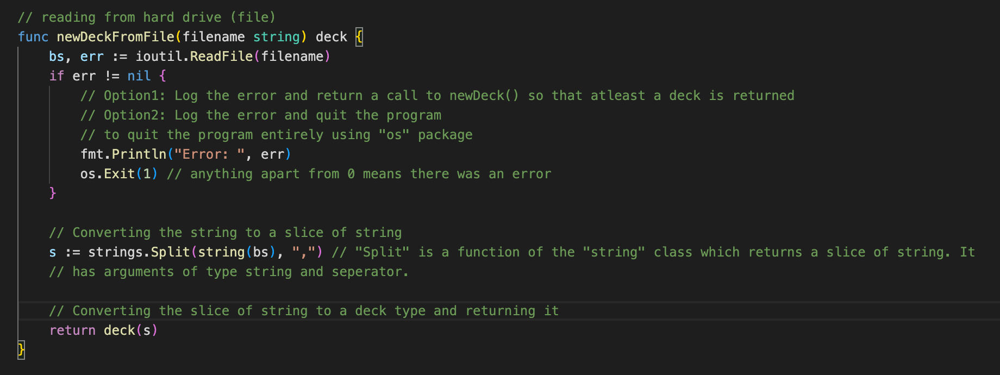 // reading from hard drive (file)
func newDeckFromFile(filename string) deck {
    bs, err := ioutil.ReadFile(filename)
    if err != nil {
        // Option1: Log the error and return a call to newDeck() so that atleast a deck is returned
        // Option2: Log the error and quit the program
        // to quit the program entirely using "os" package
        fmt.Println("Error: ", err)
        os.Exit(1) // anything apart from 0 means there was an error
    }

    // Converting the string to a slice of string
    s := strings.Split(string(bs), ",") // "Split" is a function of the "string" class which returns a slice of string. It
    // has arguments of type string and seperator.

    // Converting the slice of string to a deck type and returning it
    return deck(s)
}